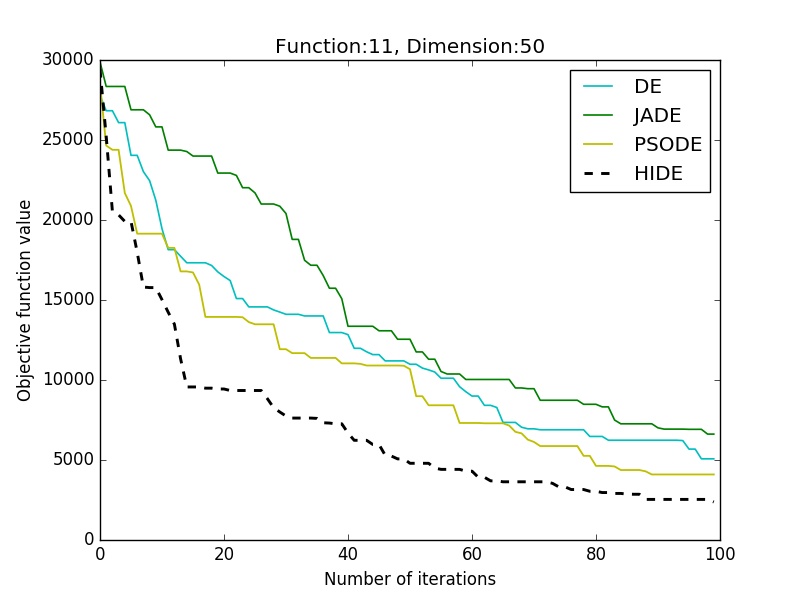 Function:11, Dimension:50
30000
25000
20000
15000
10000
5000
0
Objective function value
DE
JADE
PSODE
HIDE
0 20 40 60 80 100
Number of iterations